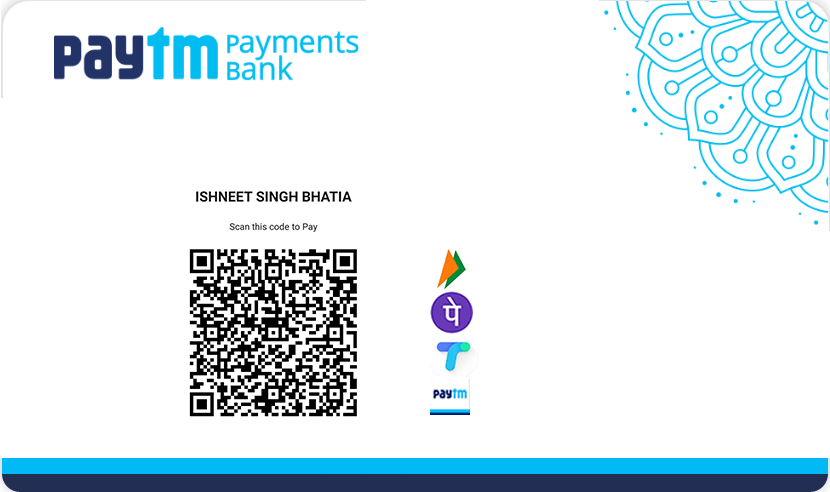 paytm Payments
Bank
ISHNEET SINGH BHATIA
Scan this code to Pay
पे
paytm